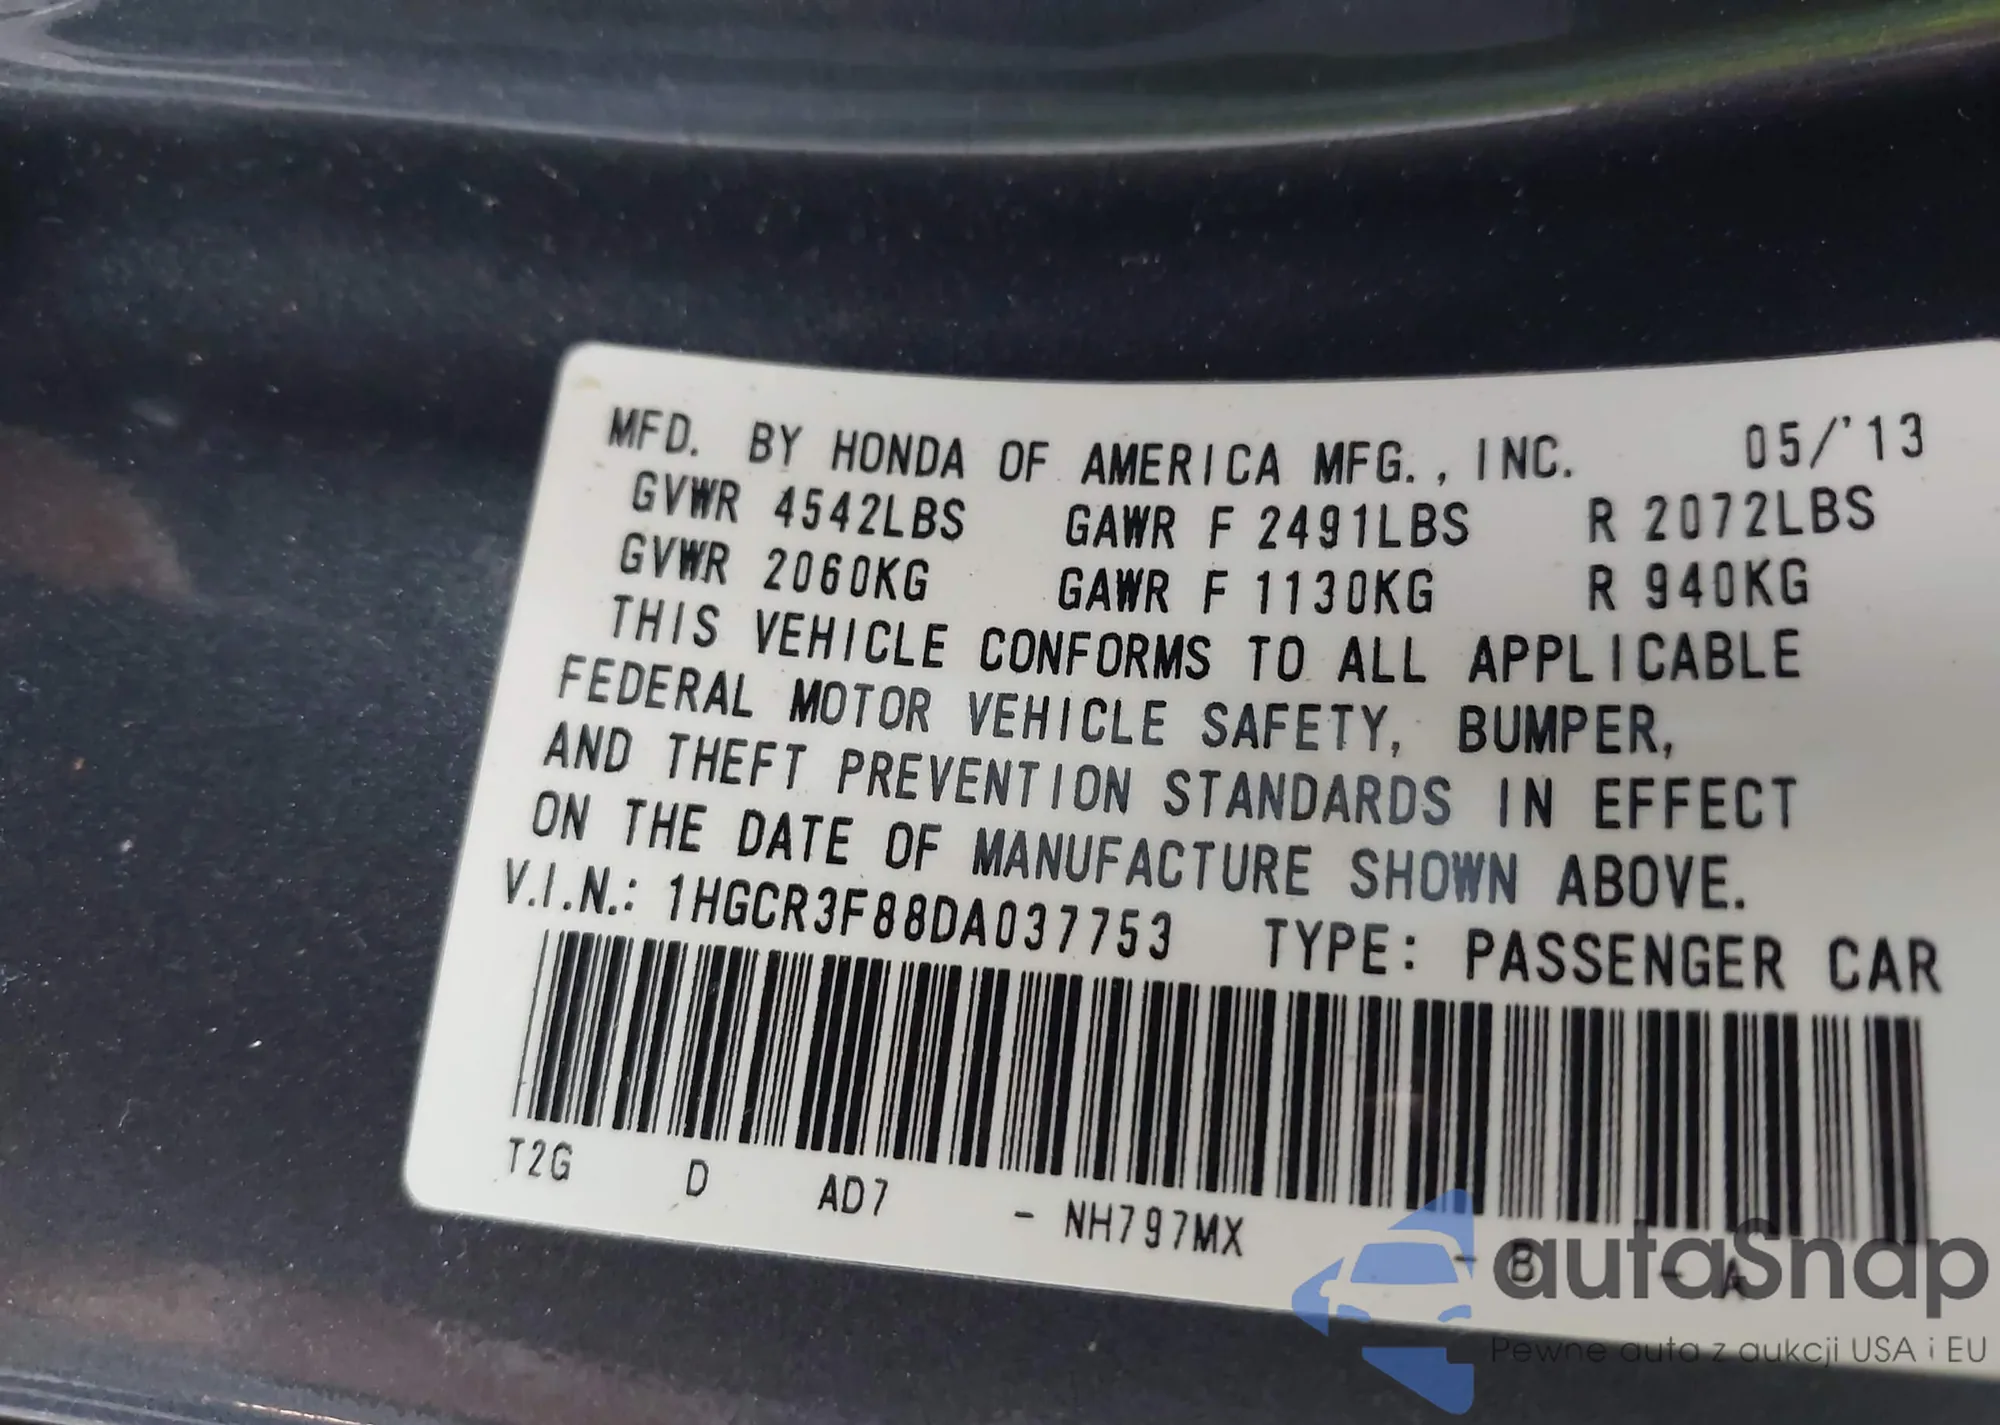 MFD. BY HONDA OF AMERICA MFG., INC. 05/'13
GVWR 4542LBS GAWR F 2491LBS R 2072LBS
GVWR 2060KG GAWR F 1130KG R 940KG
THIS VEHICLE CONFORMS TO ALL APPLICABLE
FEDERAL MOTOR VEHICLE SAFETY, BUMPER,
AND THEFT PREVENTION STANDARDS IN EFFECT
ON THE DATE OF MANUFACTURE SHOWN ABOVE.
V.I.N.: 1HGCR3F88DA037753 TYPE: PASSENGER CAR
T2G D AD7 - NH797MX - B - A
autaSnap
Pewne auta z aukcji USA i EU